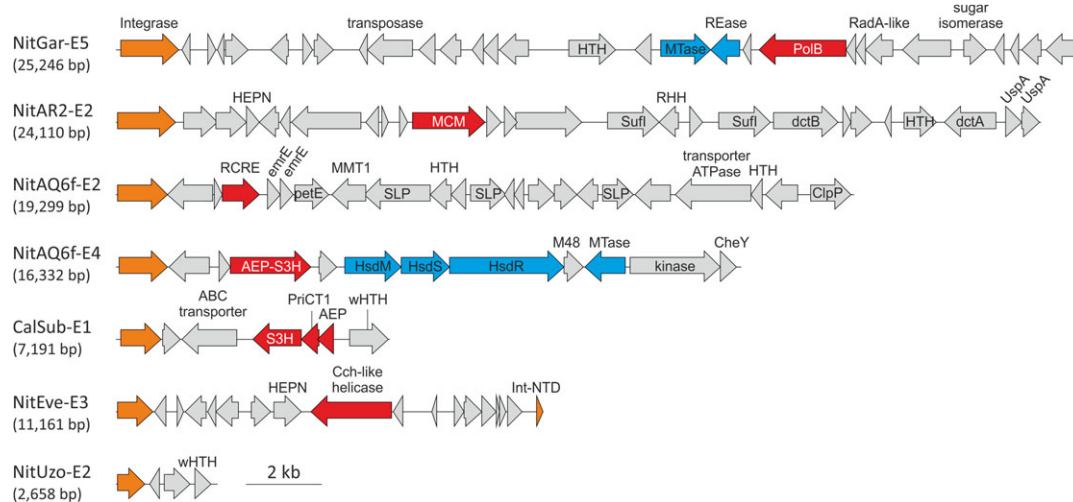 Integrase transposase REase RadA-like sugar isomerase
NitGar-E5 HTH MTase PolB
(25,246 bp)
HEPN RHH UspA UspA
NitAR2-E2 MCM SufI SufI dctB HTH dctA
(24,110 bp)
RCRE emrE emrE MMT1 HTH transporter ATPase HTH
NitAQ6f-E2 petE SLP SLP SLP ClpP
(19,299 bp)
M48 MTase CheY
NitAQ6f-E4 AEP-S3H HsdM HsdS HsdR kinase
(16,332 bp)
ABC transporter PriCT1 AEP wHTH
CalSub-E1 S3H
(7,191 bp)
HEPN Cch-like helicase Int-NTD
NitEve-E3
(11,161 bp)
wHTH
NitUzo-E2 2 kb
(2,658 bp)